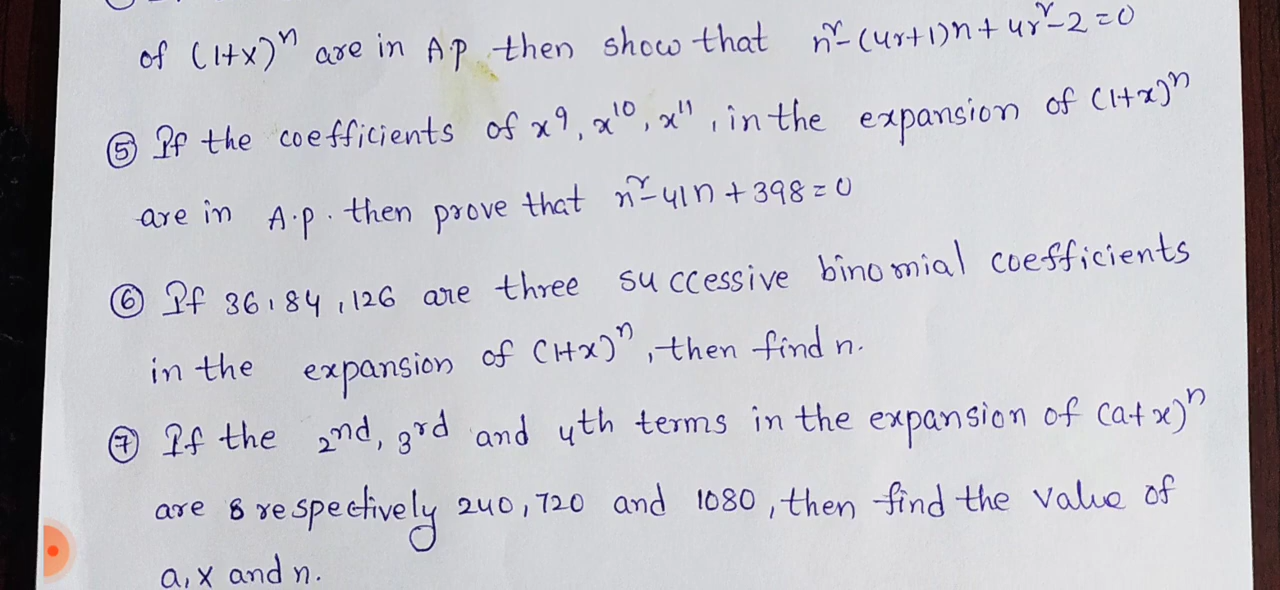 of (1+x)ⁿ are in A.p. then show that n²-(4r+1)n+4r²-2=0
⑤ If the coefficients of x⁹, x¹⁰, x¹¹, in the expansion of (1+x)ⁿ
are in A.p. then prove that n²-41n+398=0
⑥ If 36, 84, 126 are three successive binomial coefficients
in the expansion of (1+x)ⁿ, then find n.
⑦ If the 2nd, 3rd and 4th terms in the expansion of (a+x)ⁿ
are respectively 240, 720 and 1080, then find the value of
a, x and n.